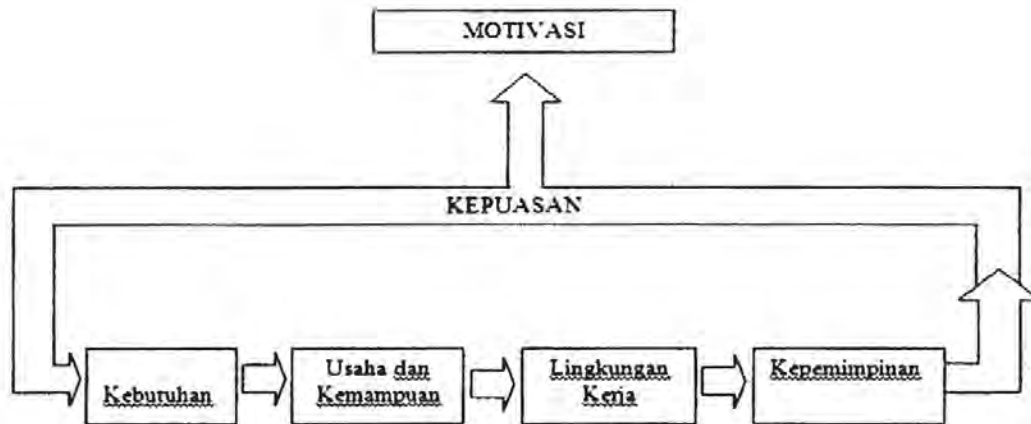 MOTIVASI
KEPUASAN
Kebutuhan
Usaha dan
Kemampuan
Lingkungan
Kerja
Kepemimpinan